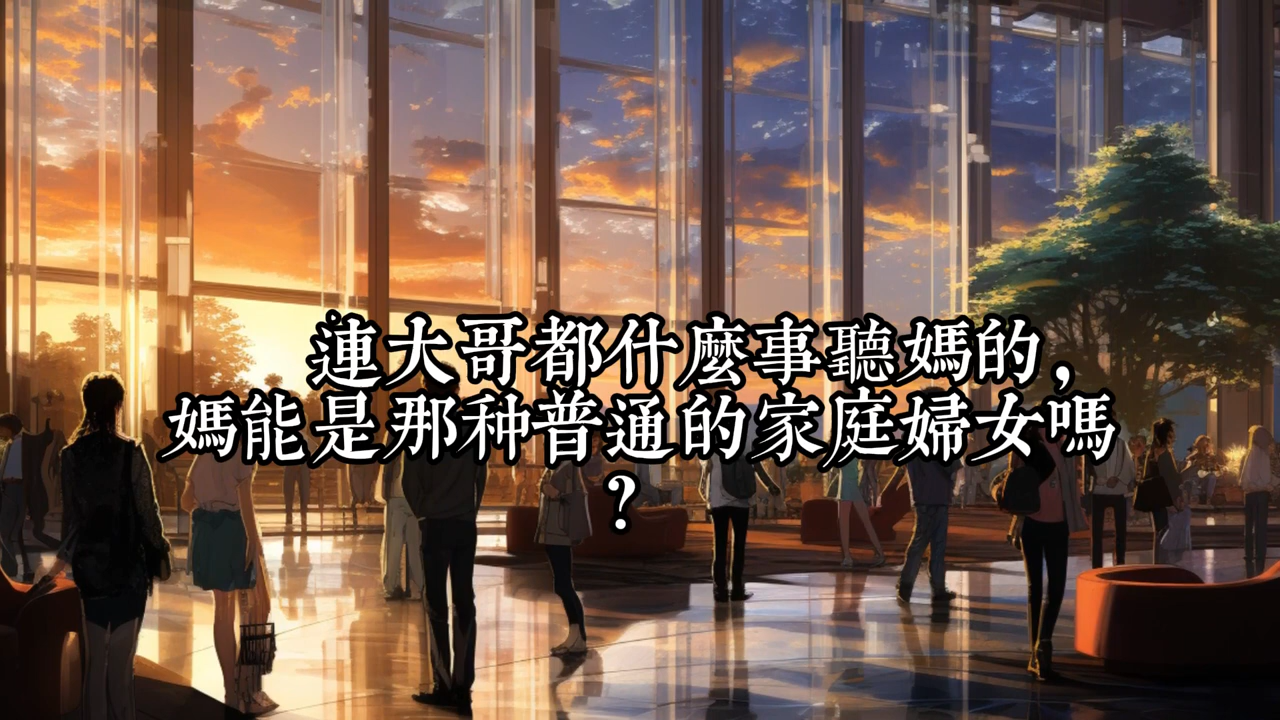 連大哥都什麼事聽媽的，
媽能是那种普通的家庭婦女嗎
？